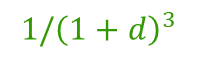 1/(1 + d)³